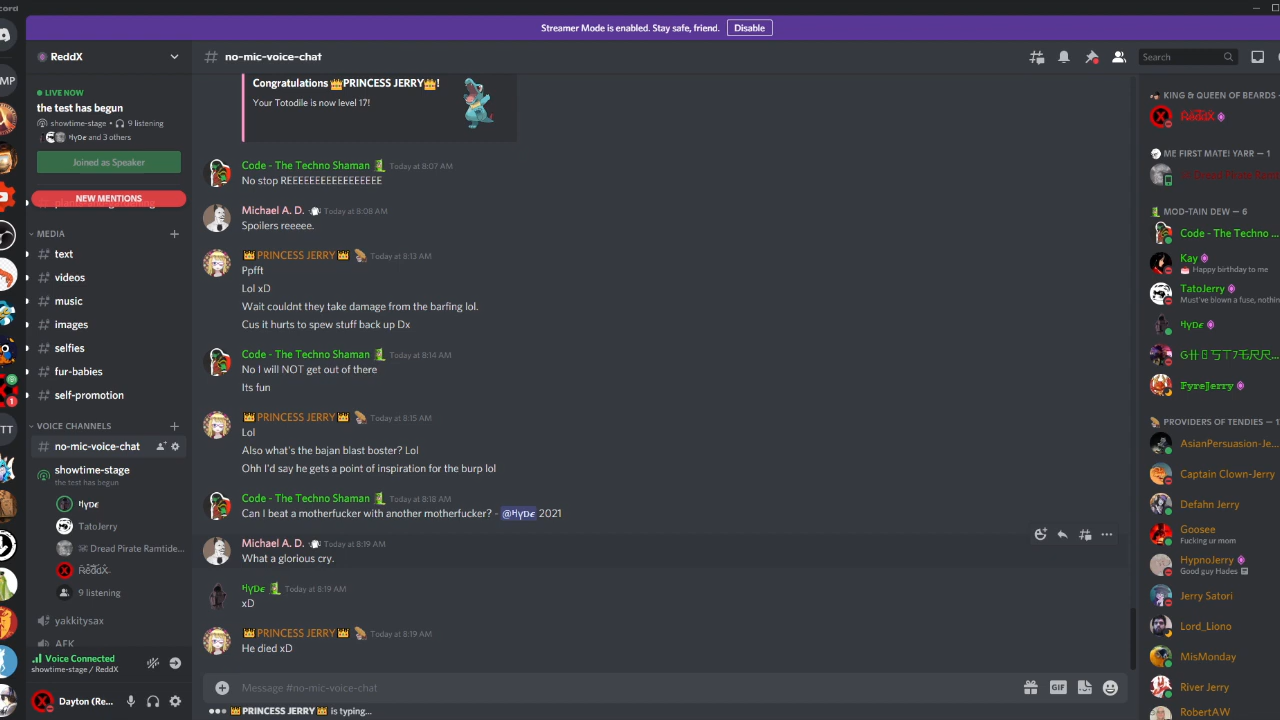 Streamer Mode is enabled. Stay safe, friend. Disable
ReddX
LIVE NOW
the test has begun
showtime-stage • 9 listening
ΉγDє and 3 others
Joined as Speaker
NEW MENTIONS
MEDIA
text
videos
music
images
selfies
fur-babies
self-promotion
VOICE CHANNELS
no-mic-voice-chat
showtime-stage
the test has begun
ΉγDє
TatoJerry
Dread Pirate Ramtide...
ReddX
9 listening
yakkitysax
AFK
Voice Connected
showtime-stage / ReddX
Dayton (Re...
# no-mic-voice-chat
Search
Congratulations 👑PRINCESS JERRY👑!
Your Totodile is now level 17!
Code - The Techno Shaman Today at 8:07 AM
No stop REEEEEEEEEEEEEEEE
Michael A. D. Today at 8:08 AM
Spoilers reeeee.
👑PRINCESS JERRY👑 Today at 8:13 AM
Ppfft
Lol xD
Wait couldnt they take damage from the barfing lol.
Cus it hurts to spew stuff back up Dx
Code - The Techno Shaman Today at 8:14 AM
No I will NOT get out of there
Its fun
👑PRINCESS JERRY👑 Today at 8:15 AM
Lol
Also what's the bajan blast boster? Lol
Ohh I'd say he gets a point of inspiration for the burp lol
Code - The Techno Shaman Today at 8:18 AM
Can I beat a motherfucker with another motherfucker? - @ΉγDє 2021
Michael A. D. Today at 8:19 AM
What a glorious cry.
ΉγDє Today at 8:19 AM
xD
👑PRINCESS JERRY👑 Today at 8:19 AM
He died xD
Message #no-mic-voice-chat
GIF
👑PRINCESS JERRY👑 is typing...
KING & QUEEN OF BEARDS —
ReddX
ME FIRST MATE! YARR — 1
MOD-TAIN DEW — 6
Code - The Techno ...
Kay
Happy birthday to me
TatoJerry
Must've blown a fuse, nothin
ΉγDє
FyreJerry
PROVIDERS OF TENDIES — 1
AsianPersuasion-Je...
Captain Clown-Jerry
Defahn Jerry
Goosee
Fucking ur mom
HypnoJerry
Good guy Hades
Jerry Satori
Lord_Liono
MisMonday
River Jerry
RobertAW